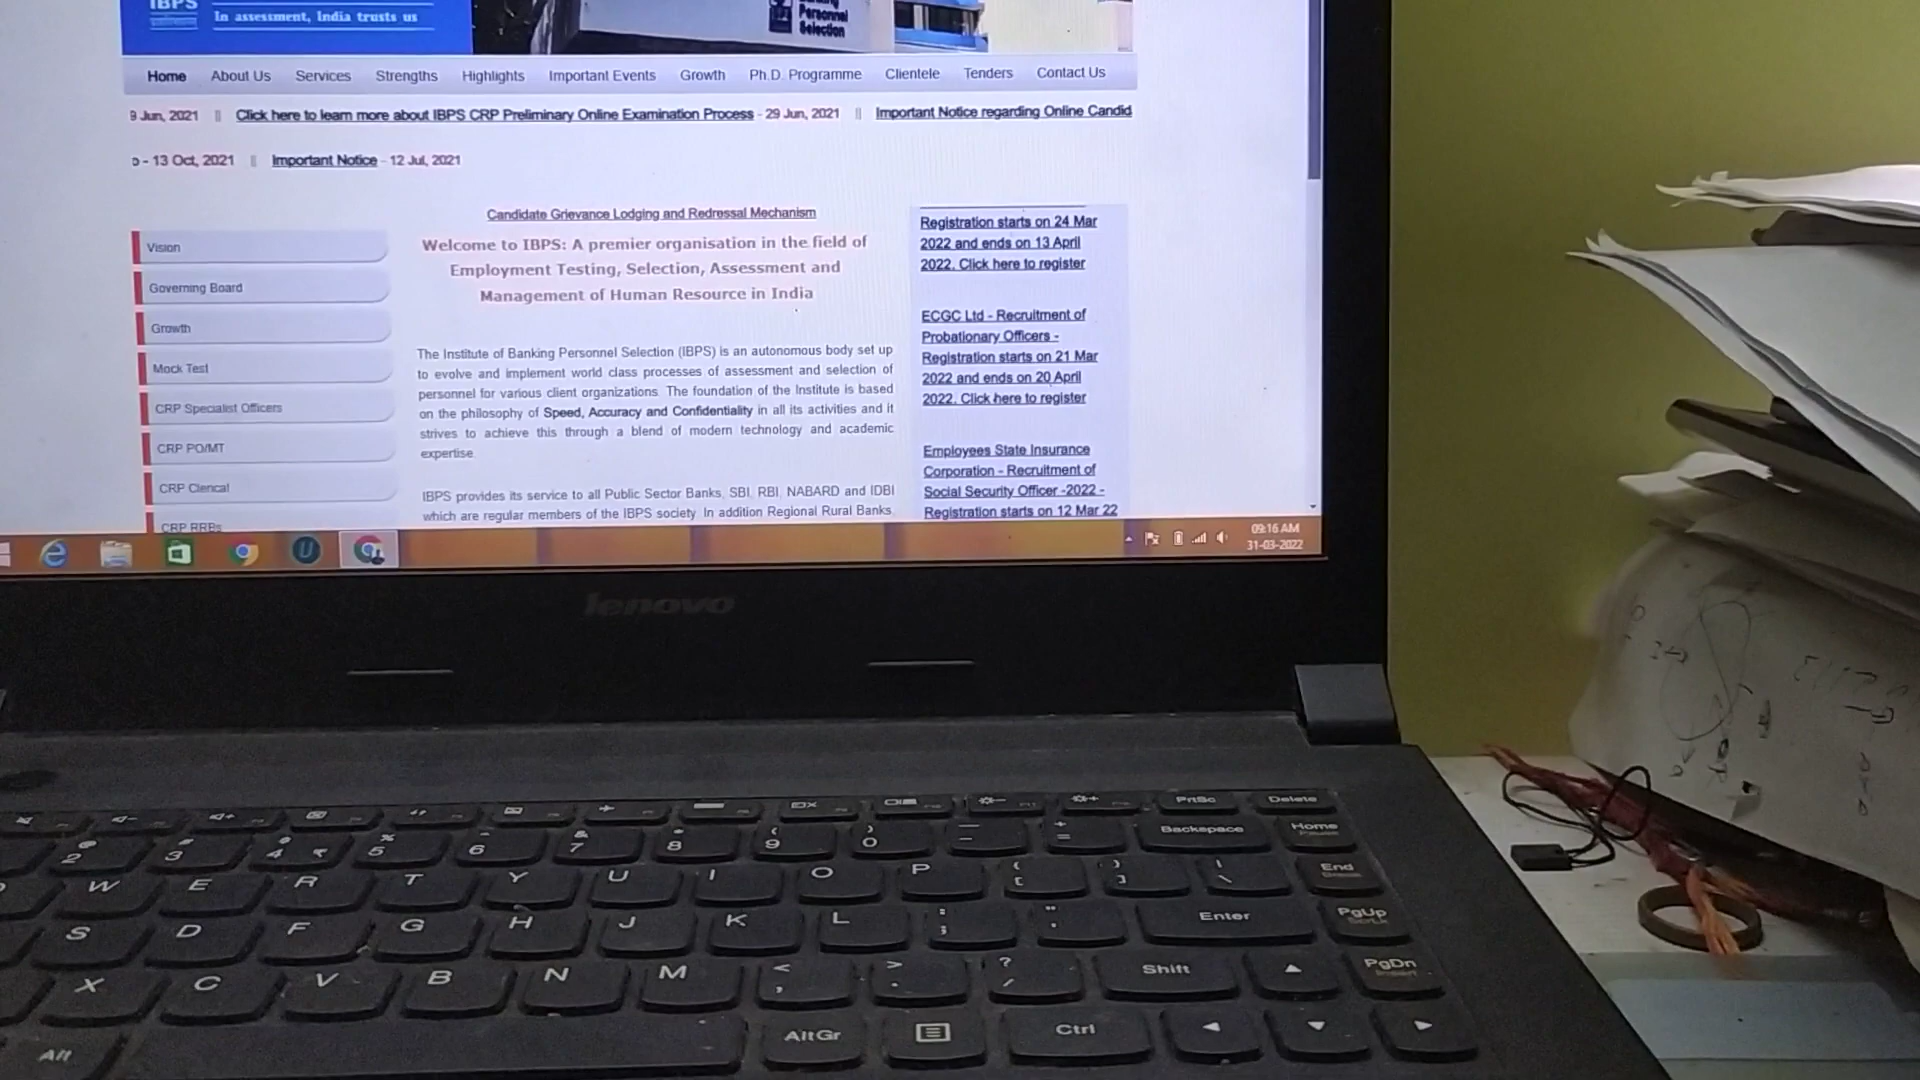 IBPS
In assessment, India trusts us
Personnel
Selection
Home About Us Services Strengths Highlights Important Events Growth Ph.D. Programme Clientele Tenders Contact Us
9 Jun, 2021 || Click here to learn more about IBPS CRP Preliminary Online Examination Process - 29 Jun, 2021 || Important Notice regarding Online Candid
- 13 Oct, 2021 || Important Notice - 12 Jul, 2021
Vision
Governing Board
Growth
Mock Test
CRP Specialist Officers
CRP PO/MT
CRP Clerical
CRP RRBs
Candidate Grievance Lodging and Redressal Mechanism
Welcome to IBPS: A premier organisation in the field of
Employment Testing, Selection, Assessment and
Management of Human Resource in India
The Institute of Banking Personnel Selection (IBPS) is an autonomous body set up
to evolve and implement world class processes of assessment and selection of
personnel for various client organizations. The foundation of the Institute is based
on the philosophy of Speed, Accuracy and Confidentiality in all its activities and it
strives to achieve this through a blend of modern technology and academic
expertise.
IBPS provides its service to all Public Sector Banks, SBI, RBI, NABARD and IDBI
which are regular members of the IBPS society. In addition Regional Rural Banks,
Registration starts on 24 Mar
2022 and ends on 13 April
2022. Click here to register
ECGC Ltd - Recruitment of
Probationary Officers -
Registration starts on 21 Mar
2022 and ends on 20 April
2022. Click here to register
Employees State Insurance
Corporation - Recruitment of
Social Security Officer -2022 -
Registration starts on 12 Mar 22
09:16 AM
31-03-2022
lenovo
PrtSc Delete
2 3 4 ₹ 5 % 6 7 & 8 9 ( 0 ) - = + Backspace Home
W E R T Y U I O P [ ] \ End
S D F G H J K L ; : " Enter PgUp
X C V B N M < , > . ? / Shift PgDn
Alt AltGr Ctrl